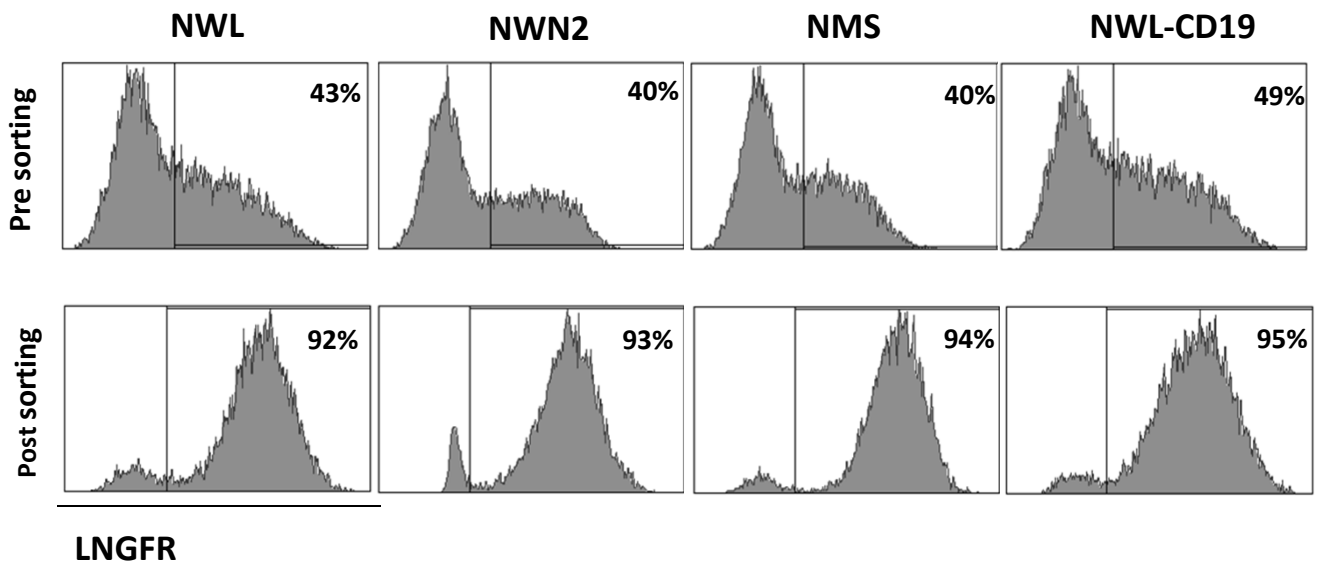 NWL NWN2 NMS NWL-CD19
Pre sorting
43% 40% 40% 49%
Post sorting
92% 93% 94% 95%
LNGFR